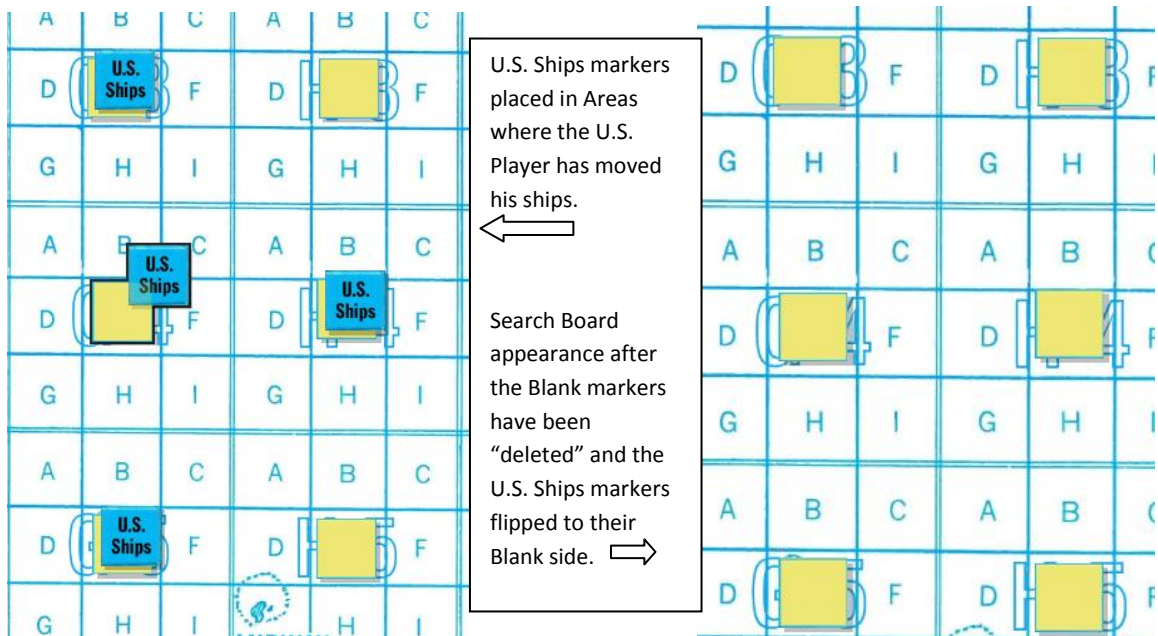 A B C A B C
U.S.
Ships
D F D F
G H I G H I
A B C A B C
U.S.
Ships
U.S.
Ships
D F D F
G H I G H I
A B C A B C
U.S.
Ships
D F D F
G H I H I
U.S. Ships markers
placed in Areas
where the U.S.
Player has moved
his ships.
Search Board
appearance after
the Blank markers
have been
“deleted” and the
U.S. Ships markers
flipped to their
Blank side.
D F D F
G H I G H
A B C A B C
D F D F
G H I G H
A B C A B C
D F D F